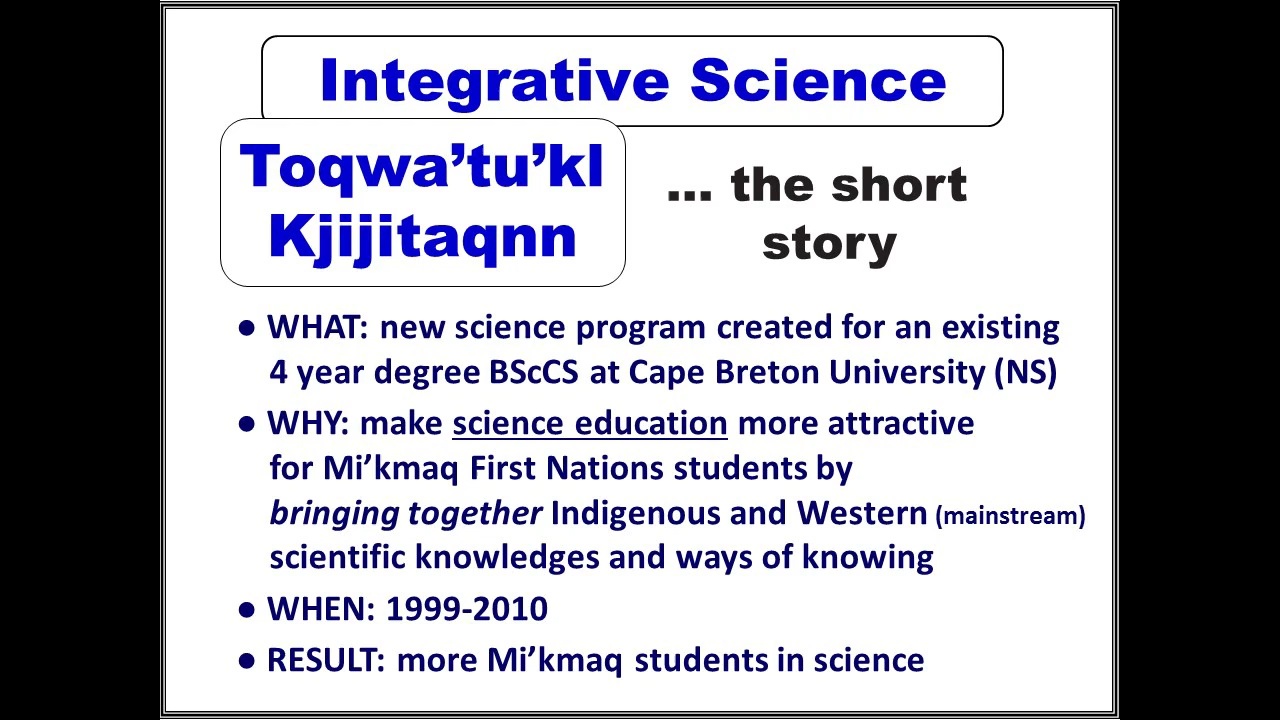 Integrative Science
Toqwa’tu’kl
Kjijitaqnn
... the short
story
● WHAT: new science program created for an existing
4 year degree BScCS at Cape Breton University (NS)
● WHY: make science education more attractive
for Mi’kmaq First Nations students by
bringing together Indigenous and Western (mainstream)
scientific knowledges and ways of knowing
● WHEN: 1999-2010
● RESULT: more Mi’kmaq students in science